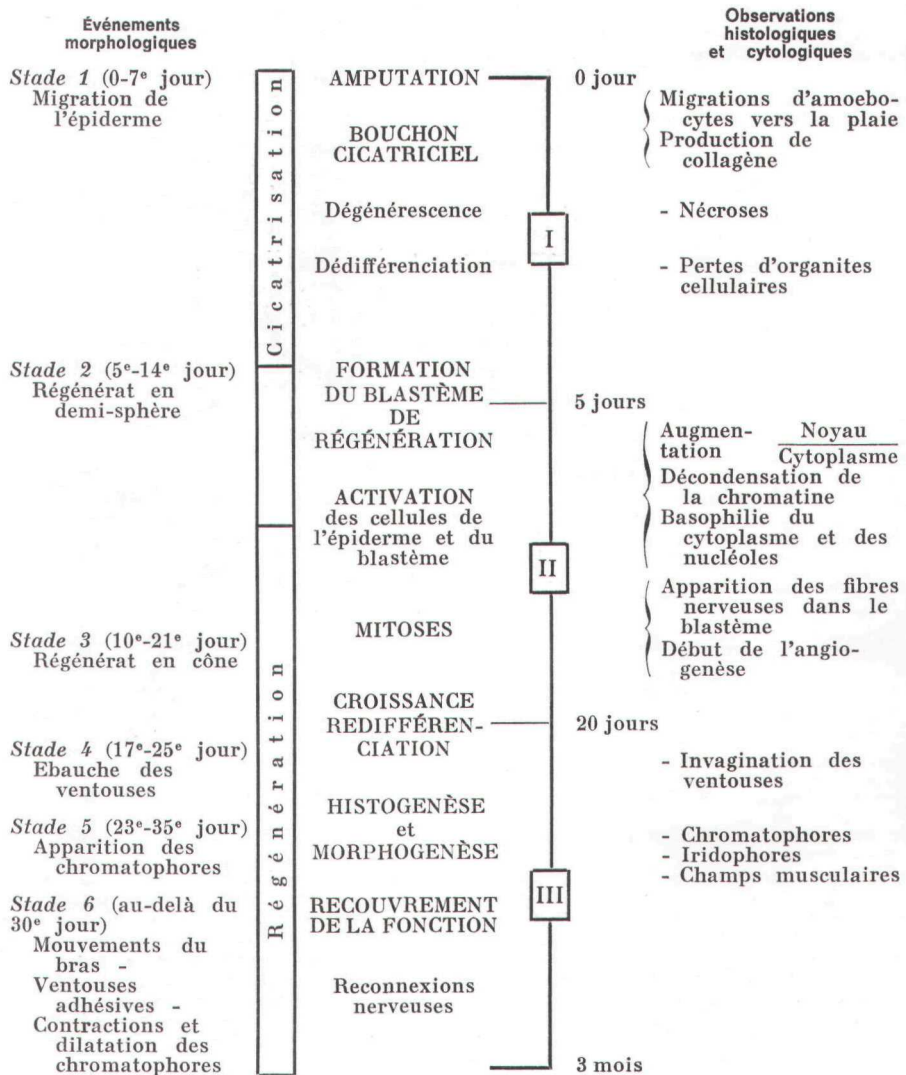 Événements
morphologiques
Stade 1 (0-7e jour)
Migration de
l'épiderme
Stade 2 (5e-14e jour)
Régénérat en
demi-sphère
Stade 3 (10e-21e jour)
Régénérat en cône
Stade 4 (17e-25e jour)
Ebauche des
ventouses
Stade 5 (23e-35e jour)
Apparition des
chromatophores
Stade 6 (au-delà du
30e jour)
Mouvements du
bras -
Ventouses
adhésives -
Contractions et
dilatation des
chromatophores
Cicatrisation
Régénération
AMPUTATION
BOUCHON
CICATRICIEL
Dégénérescence
Dédifférenciation
FORMATION
DU BLASTÈME
DE
RÉGÉNÉRATION
ACTIVATION
des cellules de
l'épiderme et du
blastème
MITOSES
CROISSANCE
REDIFFÉREN-
CIATION
HISTOGENÈSE
et
MORPHOGENÈSE
RECOUVREMENT
DE LA FONCTION
Reconnexions
nerveuses
I
II
III
0 jour
5 jours
20 jours
3 mois
Observations
histologiques
et cytologiques
Migrations d'amoebo-
cytes vers la plaie
Production de
collagène
- Nécroses
- Pertes d'organites
cellulaires
Augmen-
tation
Noyau
Cytoplasme
Décondensation de
la chromatine
Basophilie du
cytoplasme et des
nucléoles
Apparition des fibres
nerveuses dans le
blastème
Début de l'angio-
genèse
- Invagination des
ventouses
- Chromatophores
- Iridophores
- Champs musculaires